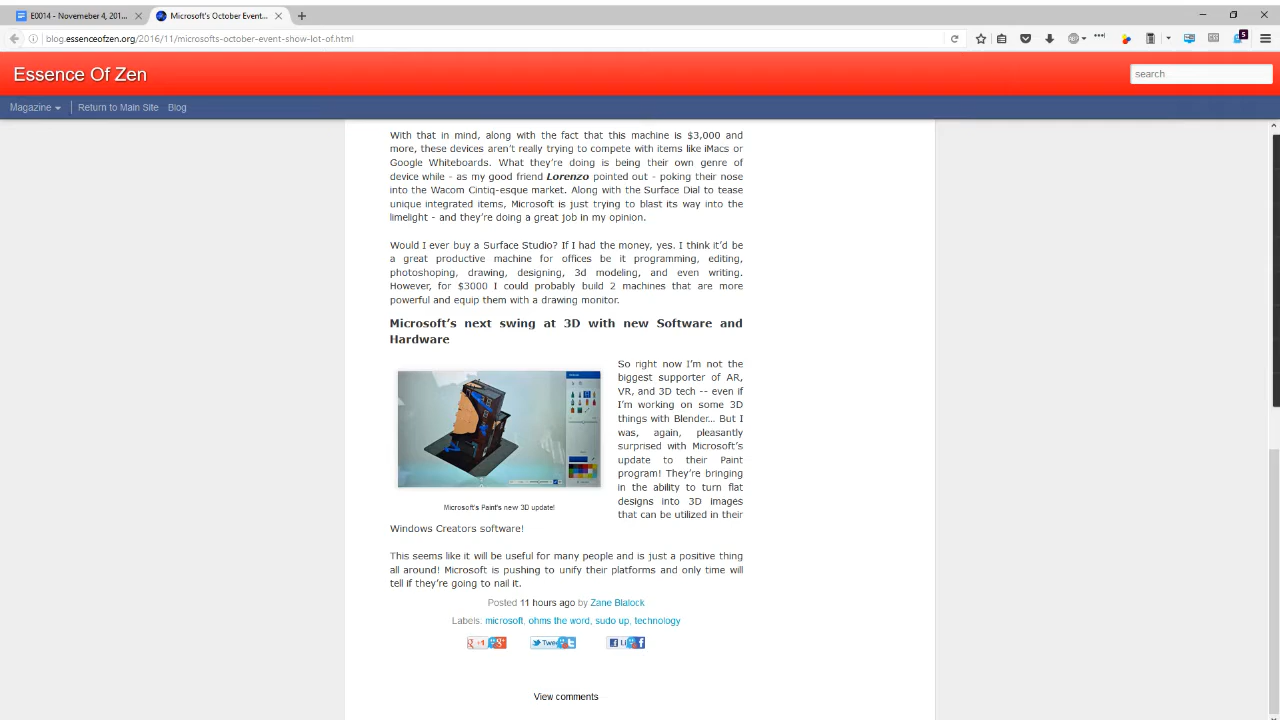 E0014 - Novemeber 4, 201...
Microsoft's October Event...
blog.essenceofzen.org/2016/11/microsofts-october-event-show-lot-of.html
5
Essence Of Zen
search
Magazine
Return to Main Site
Blog
With that in mind, along with the fact that this machine is $3,000 and
more, these devices aren't really trying to compete with items like iMacs or
Google Whiteboards. What they're doing is being their own genre of
device while - as my good friend Lorenzo pointed out - poking their nose
into the Wacom Cintiq-esque market. Along with the Surface Dial to tease
unique integrated items, Microsoft is just trying to blast its way into the
limelight - and they're doing a great job in my opinion.
Would I ever buy a Surface Studio? If I had the money, yes. I think it'd be
a great productive machine for offices be it programming, editing,
photoshoping, drawing, designing, 3d modeling, and even writing.
However, for $3000 I could probably build 2 machines that are more
powerful and equip them with a drawing monitor.
Microsoft's next swing at 3D with new Software and
Hardware
So right now I'm not the
biggest supporter of AR,
VR, and 3D tech -- even if
I'm working on some 3D
things with Blender... But I
was, again, pleasantly
surprised with Microsoft's
update to their Paint
program! They're bringing
in the ability to turn flat
designs into 3D images
that can be utilized in their
Microsoft's Paint's new 3D update!
Windows Creators software!
This seems like it will be useful for many people and is just a positive thing
all around! Microsoft is pushing to unify their platforms and only time will
tell if they're going to nail it.
Posted 11 hours ago by Zane Blalock
Labels: microsoft, ohms the word, sudo up, technology
+1
Twee
Li
View comments